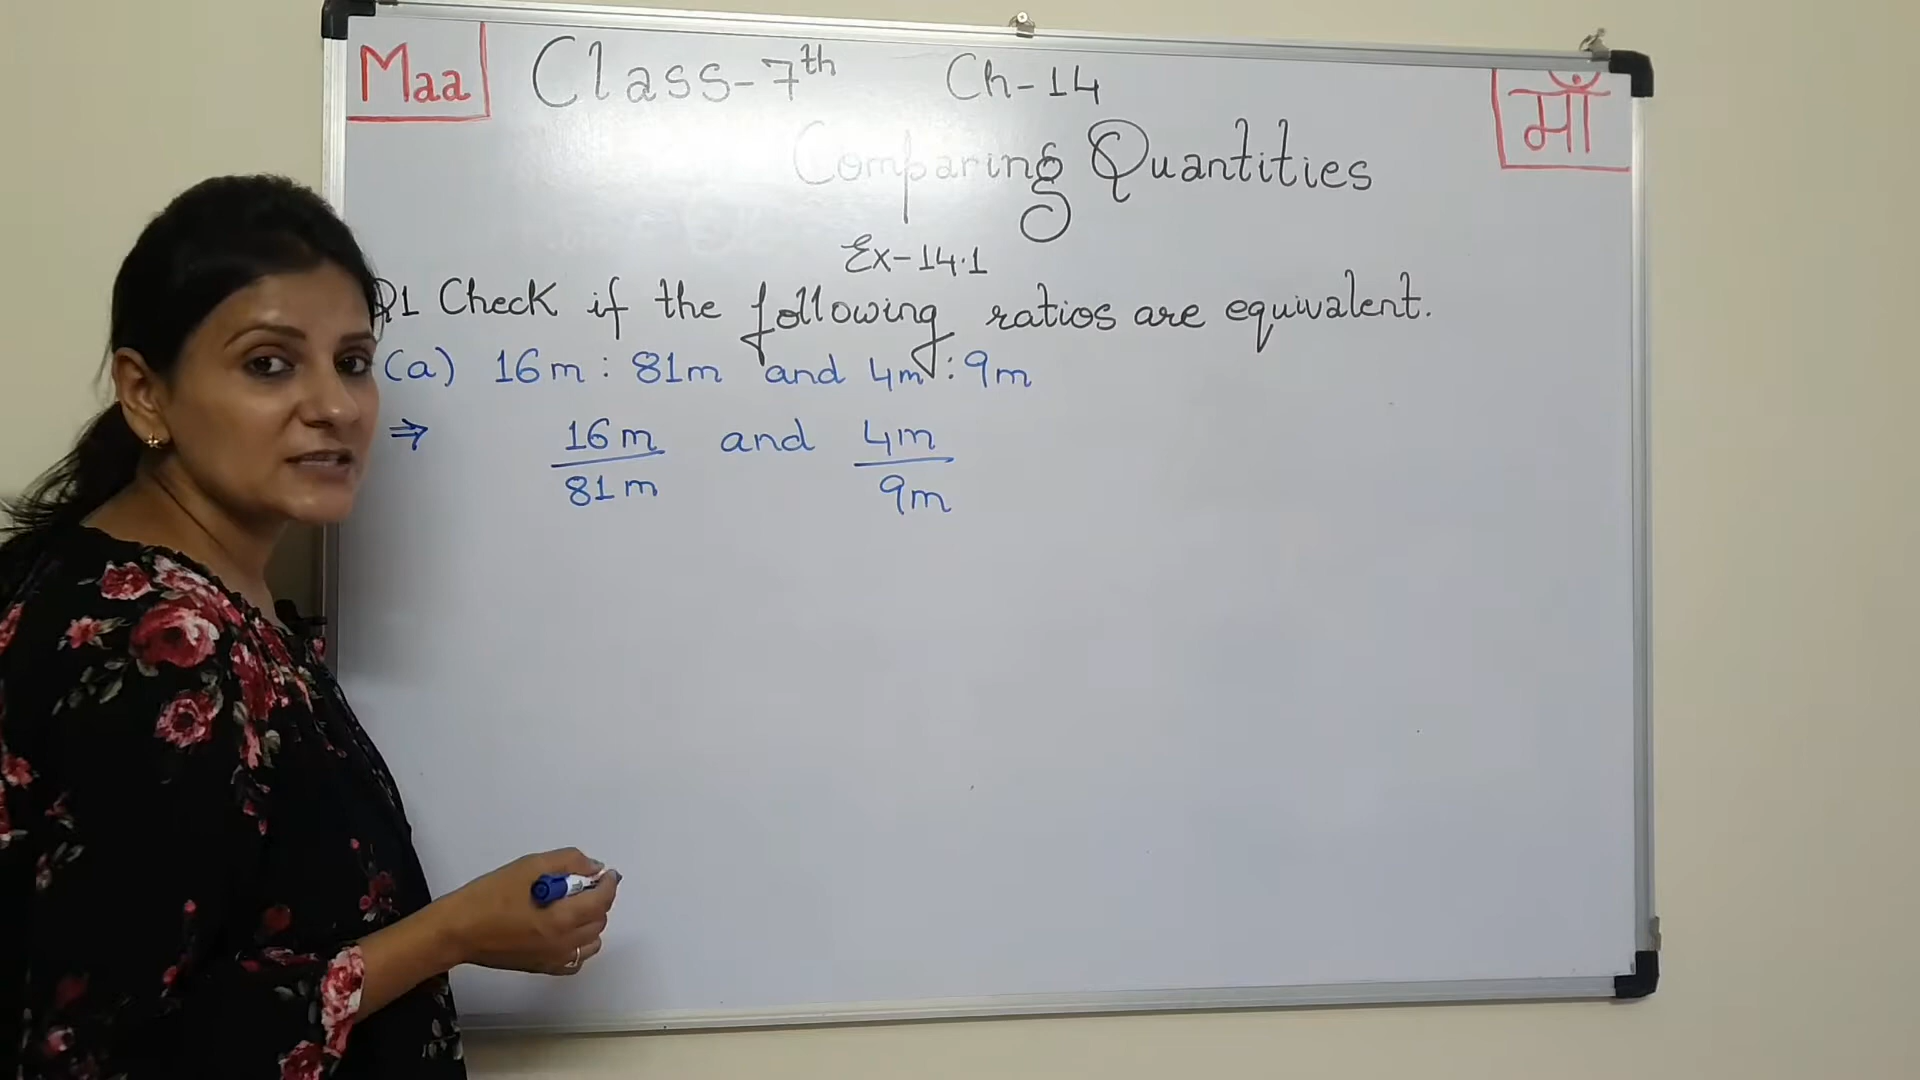 Maa Class-7th Ch-14 माँ
Comparing Quantities
Ex-14.1
Q1 Check if the following ratios are equivalent.
(a) 16m : 81m and 4m : 9m
⇒ 16m and 4m
81m 9m